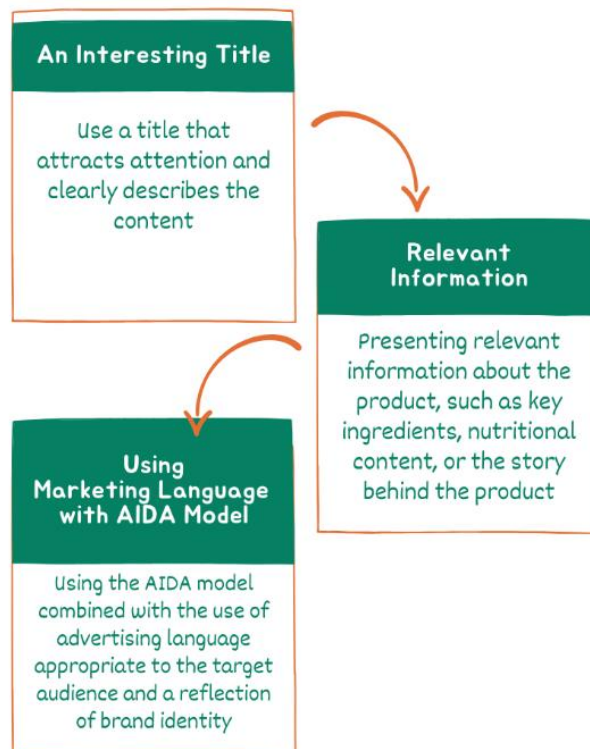 An Interesting Title
Use a title that
attracts attention and
clearly describes the
content
Relevant
Information
Presenting relevant
information about the
product, such as key
ingredients, nutritional
content, or the story
behind the product
Using
Marketing Language
with AIDA Model
Using the AIDA model
combined with the use of
advertising language
appropriate to the target
audience and a reflection
of brand identity